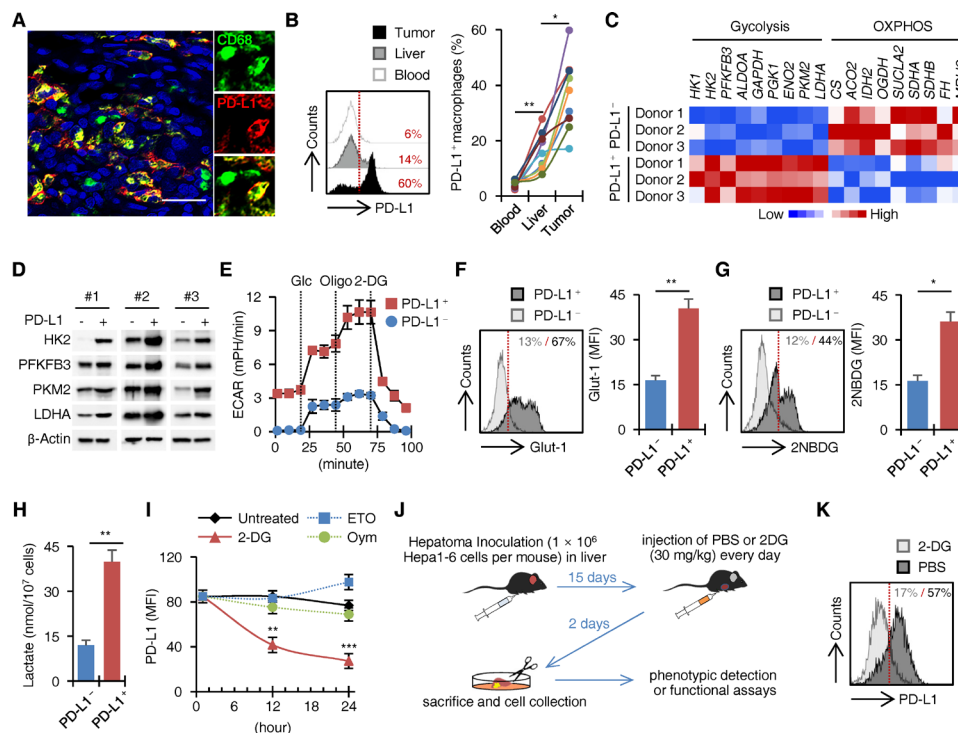 A
CD68
PD-L1
B
Tumor
Liver
Blood
Counts
6%
14%
60%
PD-L1
PD-L1⁺ macrophages (%)
80
60
40
20
0
**
*
Blood
Liver
Tumor
C
Glycolysis
OXPHOS
HK1
HK2
PFKFB3
ALDOA
GAPDH
PGK1
ENO2
PKM2
LDHA
CS
ACO2
IDH2
OGDH
SUCLA2
SDHA
SDHB
FH
PD-L1⁻
Donor 1
Donor 2
Donor 3
PD-L1⁺
Donor 1
Donor 2
Donor 3
Low
High
D
#1 #2 #3
PD-L1 - + - + - +
HK2
PFKFB3
PKM2
LDHA
β-Actin
E
Glc Oligo 2-DG
ECAR (mPH/min)
12
9
6
3
0
PD-L1⁺
PD-L1⁻
0 25 50 75 100
(minute)
F
PD-L1⁺
PD-L1⁻
13% / 67%
Counts
Glut-1
Glut-1 (MFI)
45
30
15
0
**
PD-L1⁻
PD-L1⁺
G
PD-L1⁺
PD-L1⁻
12% / 44%
Counts
2NBDG
2NBDG (MFI)
45
30
15
0
*
PD-L1⁻
PD-L1⁺
H
Lactate (nmol/10⁷ cells)
45
30
15
0
**
PD-L1⁻
PD-L1⁺
I
Untreated
2-DG
ETO
Oym
PD-L1 (MFI)
120
80
40
0
**
***
0 6 12 18 24
(hour)
J
Hepatoma Inoculation (1 × 10⁶
Hepa1-6 cells per mouse) in liver
injection of PBS or 2DG
(30 mg/kg) every day
15 days
2 days
sacrifice and cell collection
phenotypic detection
or functional assays
K
2-DG
PBS
17% / 57%
Counts
PD-L1